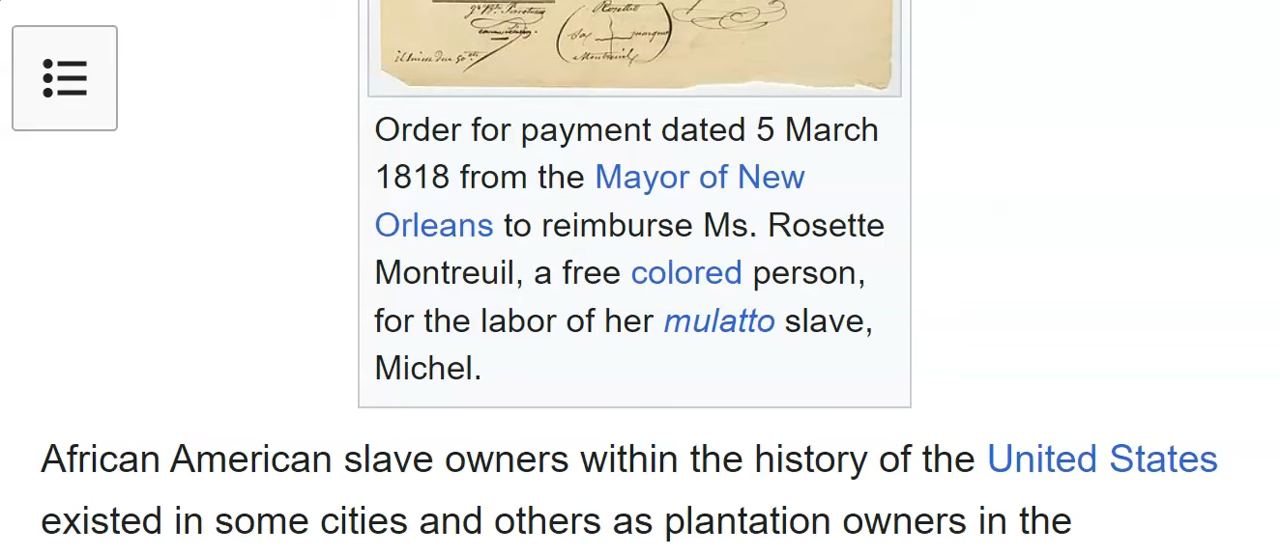 Rosette
Montreuil
Order for payment dated 5 March
1818 from the Mayor of New
Orleans to reimburse Ms. Rosette
Montreuil, a free colored person,
for the labor of her mulatto slave,
Michel.
African American slave owners within the history of the United States
existed in some cities and others as plantation owners in the